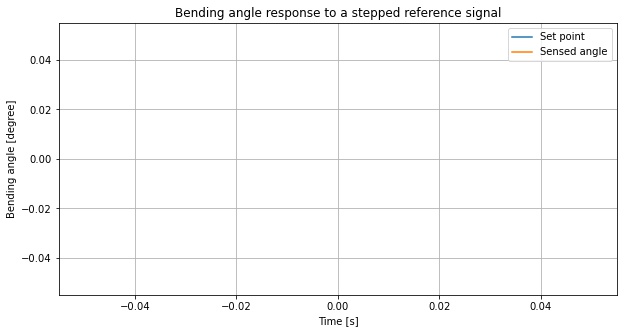 Bending angle response to a stepped reference signal
Set point
Sensed angle
0.04
0.02
0.00
−0.02
−0.04
Bending angle [degree]
−0.04
−0.02
0.00
0.02
0.04
Time [s]